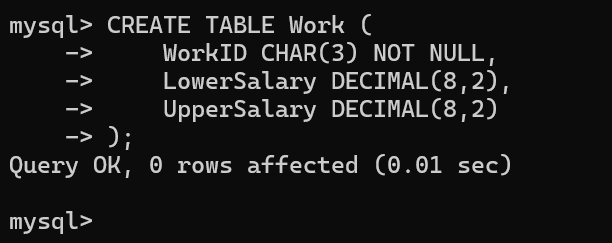 mysql> CREATE TABLE Work (
    ->     WorkID CHAR(3) NOT NULL,
    ->     LowerSalary DECIMAL(8,2),
    ->     UpperSalary DECIMAL(8,2)
    -> );
Query OK, 0 rows affected (0.01 sec)

mysql>